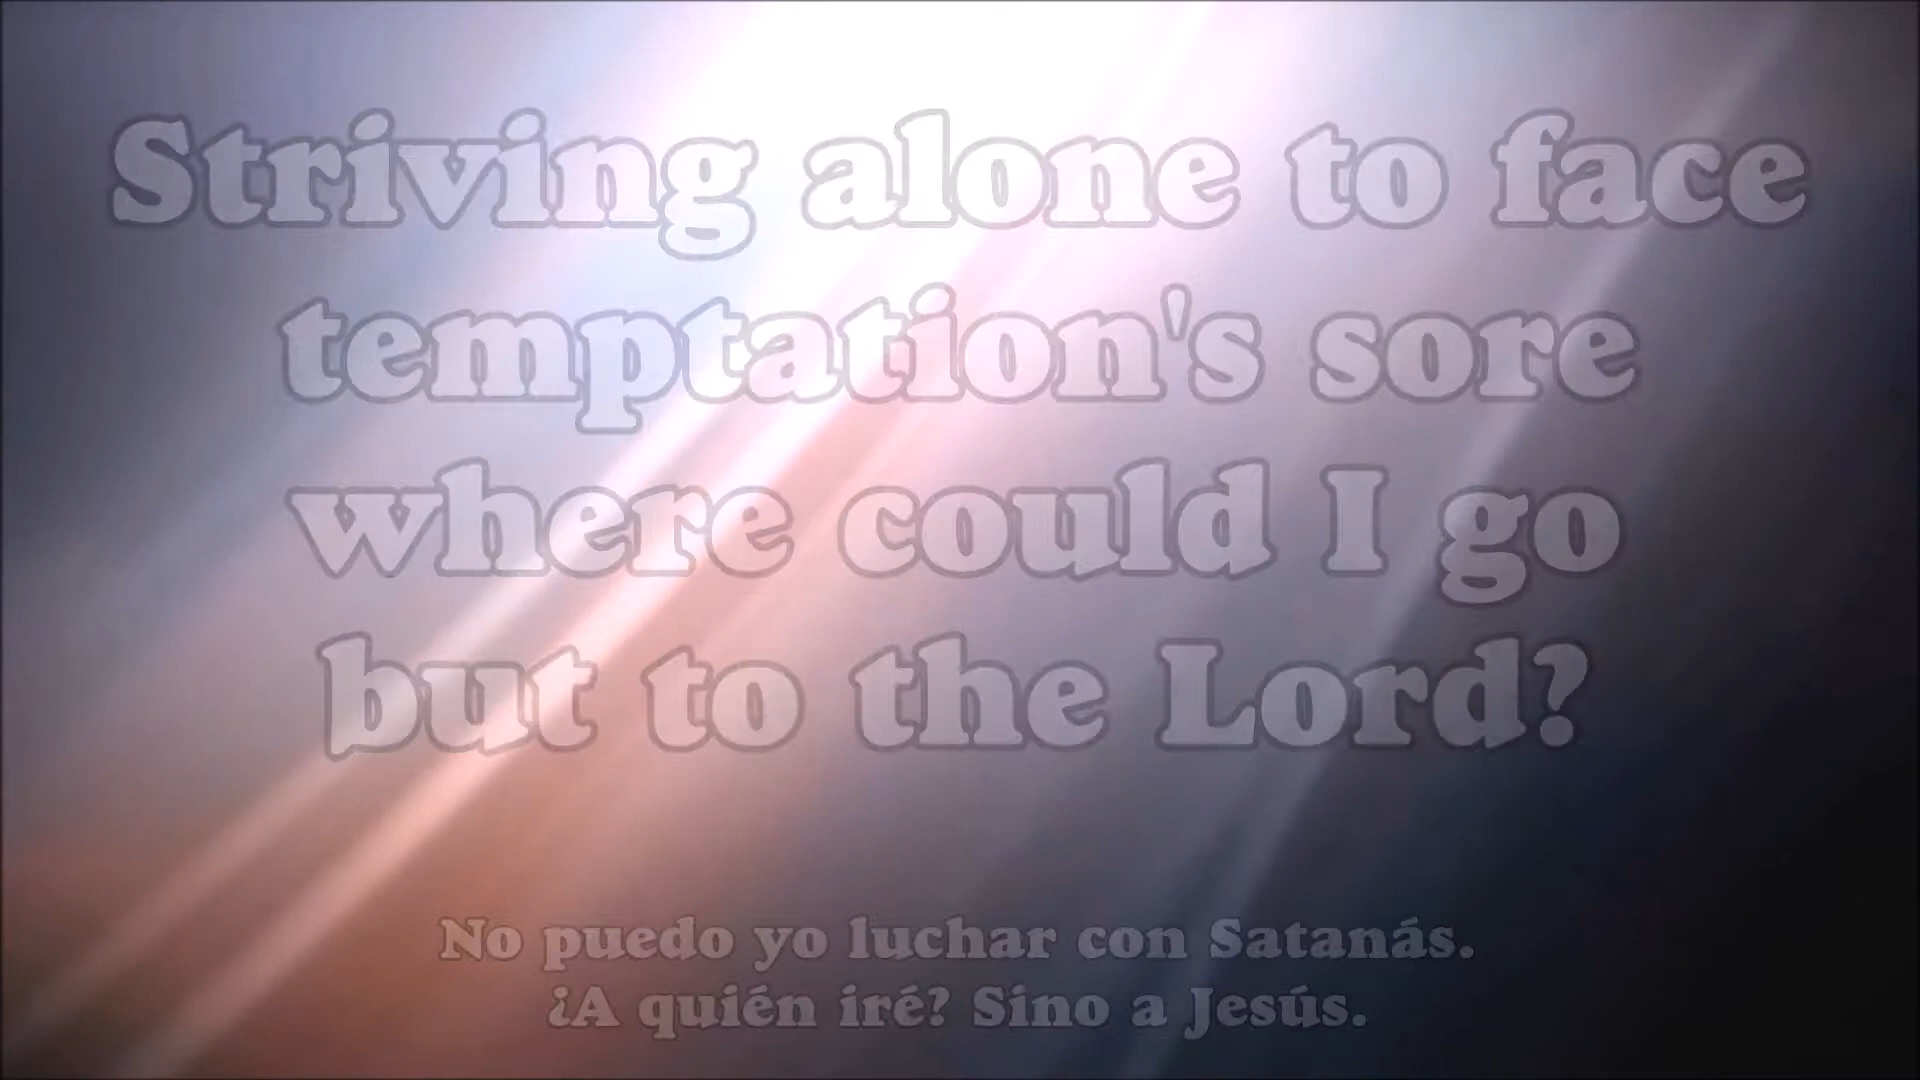 Striving alone to face
temptation's sore
where could I go
but to the Lord?
No puedo yo luchar con Satanás.
¿A quién iré? Sino a Jesús.